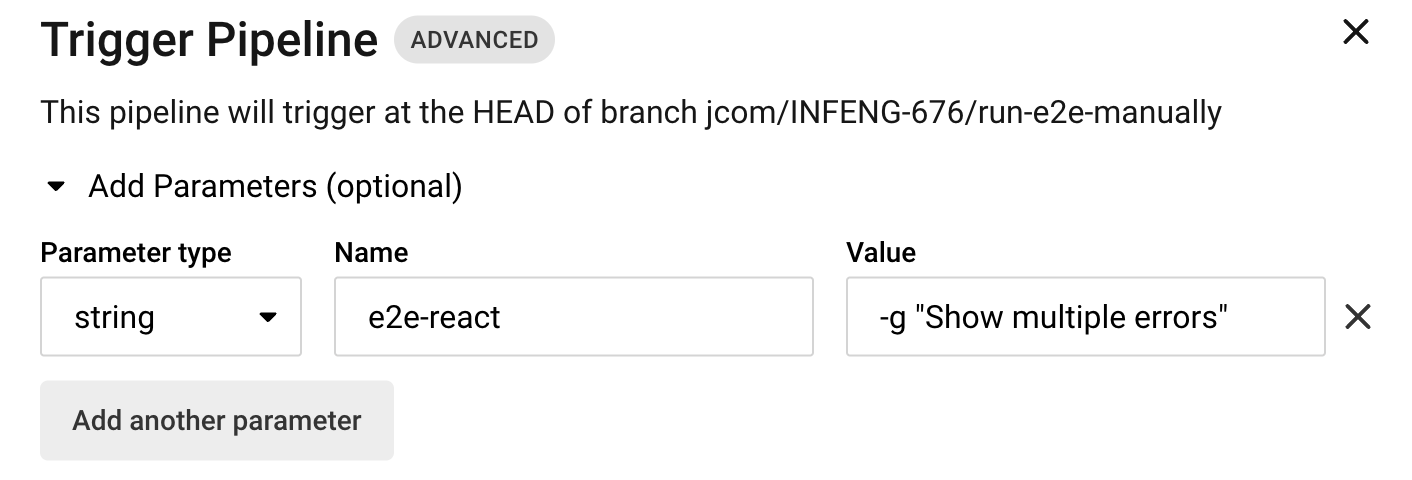 Trigger Pipeline ADVANCED
This pipeline will trigger at the HEAD of branch jcom/INFENG-676/run-e2e-manually
Add Parameters (optional)
Parameter type Name Value
string e2e-react -g "Show multiple errors"
Add another parameter